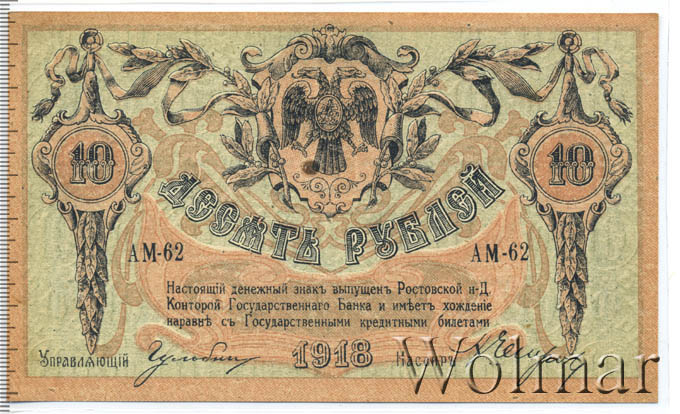 10 10
ДЕСЯТЬ РУБЛЕЙ
АМ-62 АМ-62
Настоящій денежный знакъ выпущенъ Ростовской н-Д.
Конторой Государственнаго Банка и имѣетъ хожденіе
наравнѣ съ Государственными кредитными билетами
Управляющій 1918 Кассиръ
Wolmar